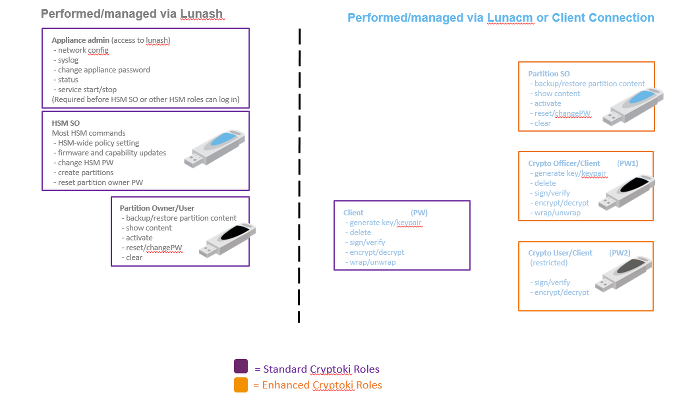 Performed/managed via Lunash
Performed/managed via Lunacm or Client Connection
Appliance admin (access to lunash)
- network config
- syslog
- change appliance password
- status
- service start/stop
(Required before HSM SO or other HSM roles can log in)
HSM SO
Most HSM commands
- HSM-wide policy setting
- firmware and capability updates
- change HSM PW
- create partitions
- reset partition owner PW
Partition Owner/User
- backup/restore partition content
- show content
- activate
- reset/changePW
- clear
Client (PW)
- generate key/keypair
- delete
- sign/verify
- encrypt/decrypt
- wrap/unwrap
Partition SO
- backup/restore partition content
- show content
- activate
- reset/changePW
- clear
Crypto Officer/Client (PW1)
- generate key/keypair
- delete
- sign/verify
- encrypt/decrypt
- wrap/unwrap
Crypto User/Client (PW2)
(restricted)
- sign/verify
- encrypt/decrypt
= Standard Cryptoki Roles
= Enhanced Cryptoki Roles